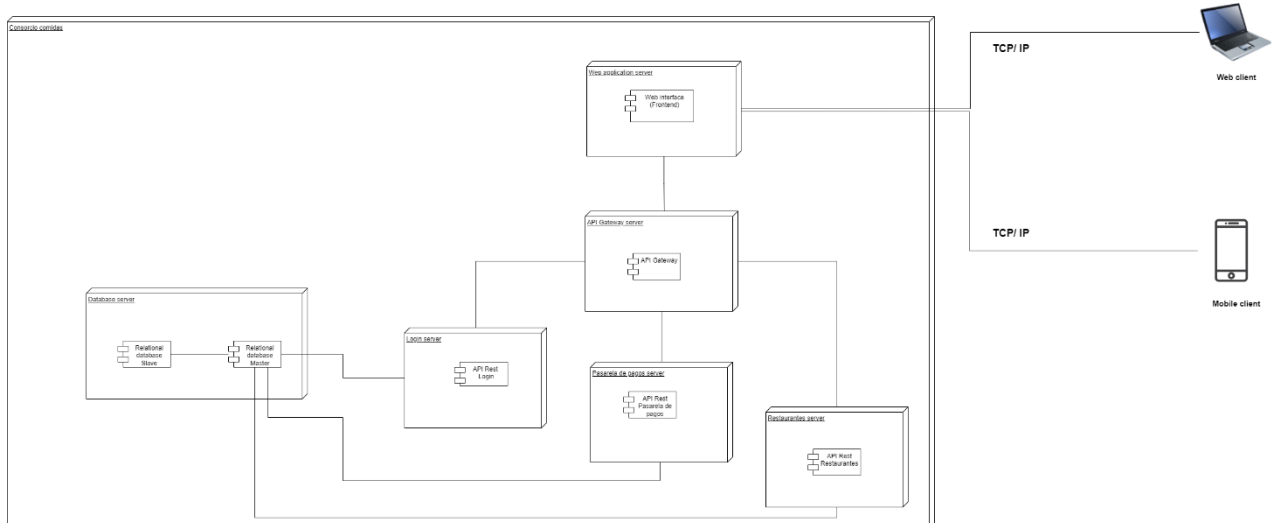 Consorcio comidas
Web application server
Web interface
(Frontend)
TCP/ IP
Web client
API Gateway server
API Gateway
TCP/ IP
Mobile client
Database server
Relational
database
Slave
Relational
database
Master
Login server
API Rest
Login
Pasarela de pagos server
API Rest
Pasarela de
pagos
Restaurantes server
API Rest
Restaurantes